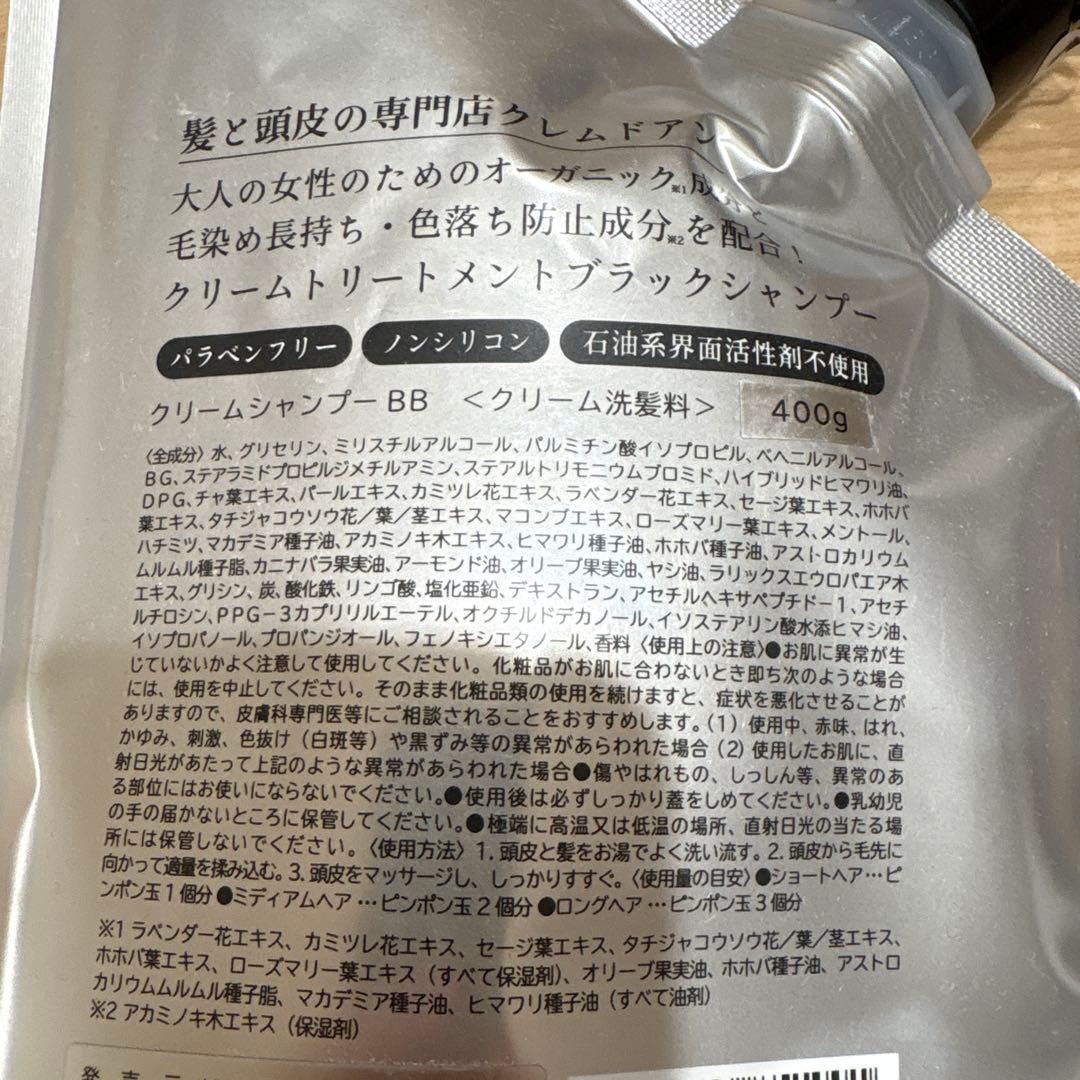 髪と頭皮の専門店クレムドアン
大人の女性のためのオーガニック※1成分と
毛染め長持ち・色落ち防止成分※2を配合！
クリームトリートメントブラックシャンプー
パラベンフリー ノンシリコン 石油系界面活性剤不使用
クリームシャンプーBB ＜クリーム洗髪料＞ 400g
〈全成分〉水、グリセリン、ミリスチルアルコール、パルミチン酸イソプロピル、ベヘニルアルコール、
BG、ステアラミドプロピルジメチルアミン、ステアルトリモニウムブロミド、ハイブリッドヒマワリ油、
DPG、チャ葉エキス、パールエキス、カミツレ花エキス、ラベンダー花エキス、セージ葉エキス、ホホバ
葉エキス、タチジャコウソウ花／葉／茎エキス、マコンブエキス、ローズマリー葉エキス、メントール、
ハチミツ、マカデミア種子油、アカミノキ木エキス、ヒマワリ種子油、ホホバ種子油、アストロカリウム
ムルムル種子脂、カニナバラ果実油、アーモンド油、オリーブ果実油、ヤシ油、ラリックスエウロパエア木
エキス、グリシン、炭、酸化鉄、リンゴ酸、塩化亜鉛、デキストラン、アセチルヘキサペプチド－1、アセチ
ルチロシン、PPG－3カプリリルエーテル、オクチルドデカノール、イソステアリン酸水添ヒマシ油、
イソプロパノール、プロパンジオール、フェノキシエタノール、香料〈使用上の注意〉●お肌に異常が生
じていないかよく注意して使用してください。化粧品がお肌に合わないとき即ち次のような場合
には、使用を中止してください。そのまま化粧品類の使用を続けますと、症状を悪化させることが
ありますので、皮膚科専門医等にご相談されることをおすすめします。（1）使用中、赤味、はれ、
かゆみ、刺激、色抜け（白斑等）や黒ずみ等の異常があらわれた場合（2）使用したお肌に、直
射日光があたって上記のような異常があらわれた場合●傷やはれもの、しっしん等、異常のあ
る部位にはお使いにならないでください。●使用後は必ずしっかり蓋をしめてください。●乳幼児
の手の届かないところに保管してください。●極端に高温又は低温の場所、直射日光の当たる場
所には保管しないでください。〈使用方法〉1. 頭皮と髪をお湯でよく洗い流す。2. 頭皮から毛先に
向かって適量を揉み込む。3. 頭皮をマッサージし、しっかりすすぐ。〈使用量の目安〉●ショートヘア…ピ
ンポン玉1個分●ミディアムヘア…ピンポン玉2個分●ロングヘア…ピンポン玉3個分
※1 ラベンダー花エキス、カミツレ花エキス、セージ葉エキス、タチジャコウソウ花／葉／茎エキス、
ホホバ葉エキス、ローズマリー葉エキス（すべて保湿剤）、オリーブ果実油、ホホバ種子油、アストロ
カリウムムルムル種子脂、マカデミア種子油、ヒマワリ種子油（すべて油剤）
※2 アカミノキ木エキス（保湿剤）